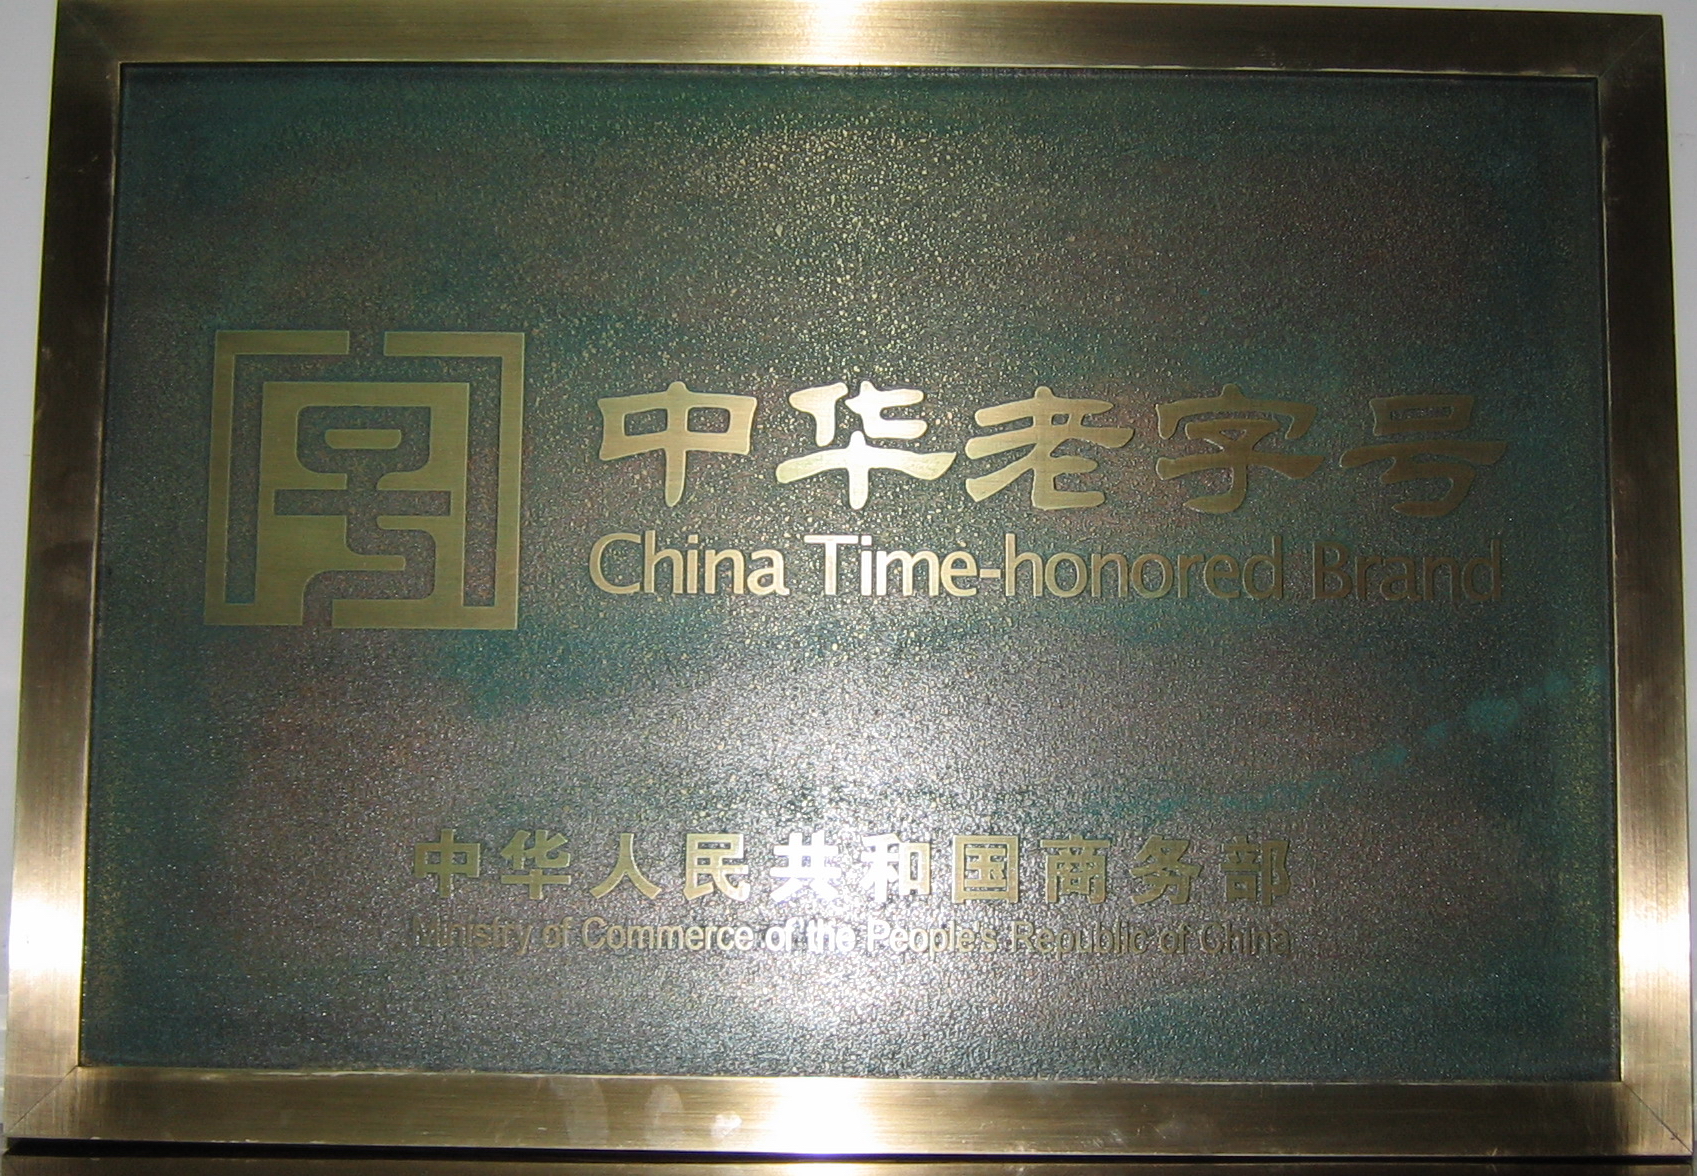 中华老字号
China Time-honored Brand
中华人民共和国商务部
Ministry of Commerce of the People's Republic of China